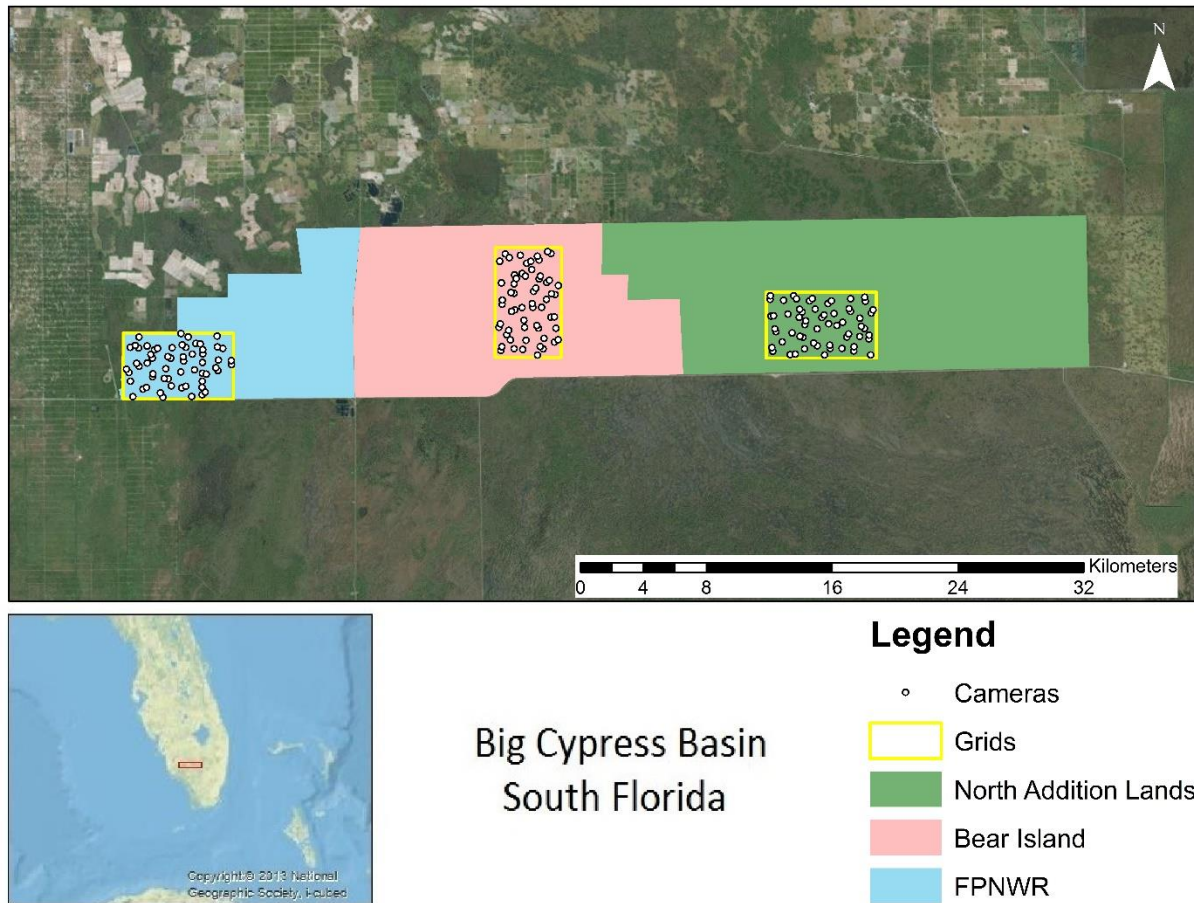 N
Kilometers
0 4 8 16 24 32
Legend
Cameras
Grids
North Addition Lands
Bear Island
FPNWR
Big Cypress Basin
South Florida
Copyright:© 2013 National
Geographic Society, i-cubed